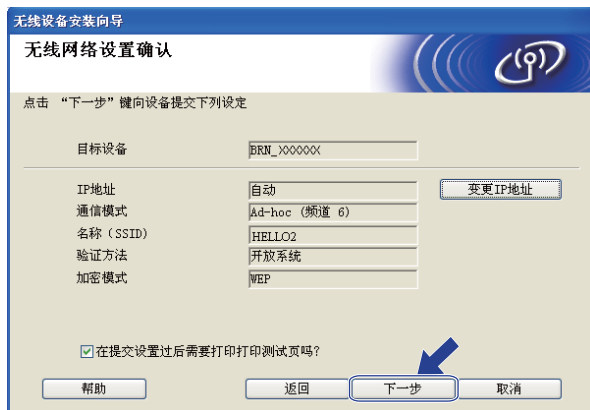 无线设备安装向导
无线网络设置确认
点击 “下一步”键向设备提交下列设定
目标设备 BRN_XXXXXX
IP地址 自动 变更IP地址
通信模式 Ad-hoc (频道 6)
名称 (SSID) HELLO2
验证方法 开放系统
加密模式 WEP
在提交设置过后需要打印打印测试页吗?
帮助 返回 下一步 取消